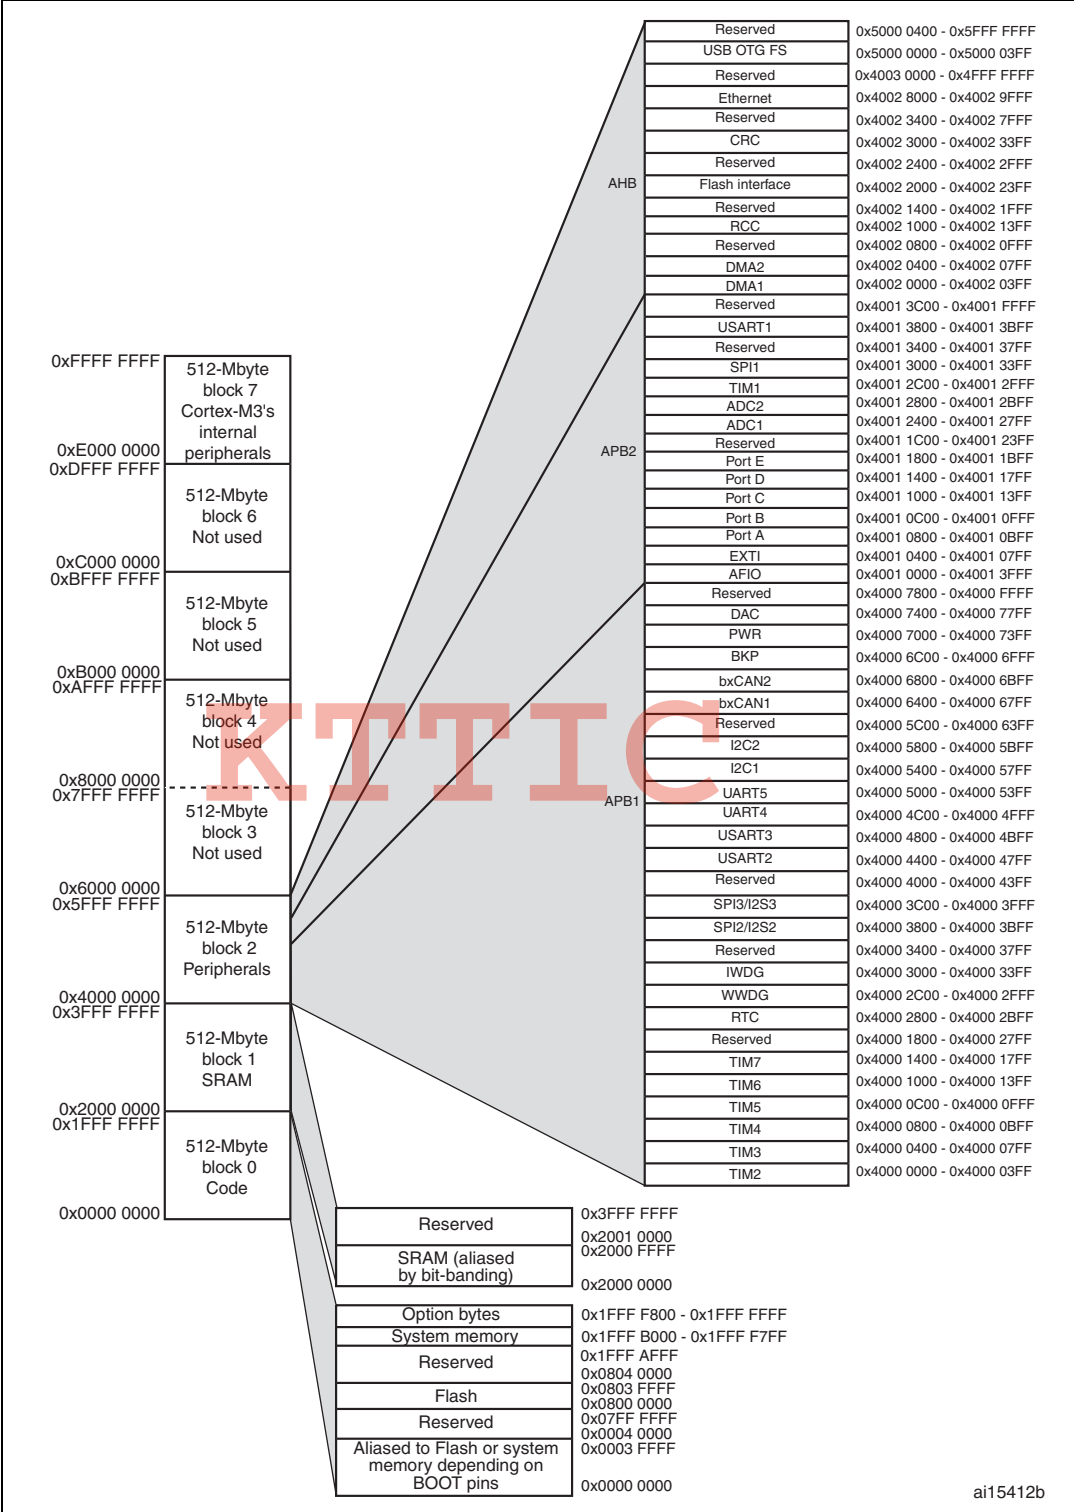 Reserved 0x5000 0400 - 0x5FFF FFFF
USB OTG FS 0x5000 0000 - 0x5000 03FF
Reserved 0x4003 0000 - 0x4FFF FFFF
Ethernet 0x4002 8000 - 0x4002 9FFF
Reserved 0x4002 3400 - 0x4002 7FFF
CRC 0x4002 3000 - 0x4002 33FF
Reserved 0x4002 2400 - 0x4002 2FFF
AHB Flash interface 0x4002 2000 - 0x4002 23FF
Reserved 0x4002 1400 - 0x4002 1FFF
RCC 0x4002 1000 - 0x4002 13FF
Reserved 0x4002 0800 - 0x4002 0FFF
DMA2 0x4002 0400 - 0x4002 07FF
DMA1 0x4002 0000 - 0x4002 03FF
Reserved 0x4001 3C00 - 0x4001 FFFF
USART1 0x4001 3800 - 0x4001 3BFF
Reserved 0x4001 3400 - 0x4001 37FF
SPI1 0x4001 3000 - 0x4001 33FF
TIM1 0x4001 2C00 - 0x4001 2FFF
ADC2 0x4001 2800 - 0x4001 2BFF
ADC1 0x4001 2400 - 0x4001 27FF
Reserved 0x4001 1C00 - 0x4001 23FF
APB2 Port E 0x4001 1800 - 0x4001 1BFF
Port D 0x4001 1400 - 0x4001 17FF
Port C 0x4001 1000 - 0x4001 13FF
Port B 0x4001 0C00 - 0x4001 0FFF
Port A 0x4001 0800 - 0x4001 0BFF
EXTI 0x4001 0400 - 0x4001 07FF
AFIO 0x4001 0000 - 0x4001 3FFF
Reserved 0x4000 7800 - 0x4000 FFFF
DAC 0x4000 7400 - 0x4000 77FF
PWR 0x4000 7000 - 0x4000 73FF
BKP 0x4000 6C00 - 0x4000 6FFF
bxCAN2 0x4000 6800 - 0x4000 6BFF
bxCAN1 0x4000 6400 - 0x4000 67FF
Reserved 0x4000 5C00 - 0x4000 63FF
I2C2 0x4000 5800 - 0x4000 5BFF
I2C1 0x4000 5400 - 0x4000 57FF
APB1 UART5 0x4000 5000 - 0x4000 53FF
UART4 0x4000 4C00 - 0x4000 4FFF
USART3 0x4000 4800 - 0x4000 4BFF
USART2 0x4000 4400 - 0x4000 47FF
Reserved 0x4000 4000 - 0x4000 43FF
SPI3/I2S3 0x4000 3C00 - 0x4000 3FFF
SPI2/I2S2 0x4000 3800 - 0x4000 3BFF
Reserved 0x4000 3400 - 0x4000 37FF
IWDG 0x4000 3000 - 0x4000 33FF
WWDG 0x4000 2C00 - 0x4000 2FFF
RTC 0x4000 2800 - 0x4000 2BFF
Reserved 0x4000 1800 - 0x4000 27FF
TIM7 0x4000 1400 - 0x4000 17FF
TIM6 0x4000 1000 - 0x4000 13FF
TIM5 0x4000 0C00 - 0x4000 0FFF
TIM4 0x4000 0800 - 0x4000 0BFF
TIM3 0x4000 0400 - 0x4000 07FF
TIM2 0x4000 0000 - 0x4000 03FF
0xFFFF FFFF
512-Mbyte
block 7
Cortex-M3's
internal
peripherals
0xE000 0000
0xDFFF FFFF
512-Mbyte
block 6
Not used
0xC000 0000
0xBFFF FFFF
512-Mbyte
block 5
Not used
0xB000 0000
0xAFFF FFFF
512-Mbyte
block 4
Not used
0x8000 0000
0x7FFF FFFF
512-Mbyte
block 3
Not used
0x6000 0000
0x5FFF FFFF
512-Mbyte
block 2
Peripherals
0x4000 0000
0x3FFF FFFF
512-Mbyte
block 1
SRAM
0x2000 0000
0x1FFF FFFF
512-Mbyte
block 0
Code
0x0000 0000
KTTIC
0x3FFF FFFF
Reserved
0x2001 0000
0x2000 FFFF
SRAM (aliased
by bit-banding)
0x2000 0000
Option bytes 0x1FFF F800 - 0x1FFF FFFF
System memory 0x1FFF B000 - 0x1FFF F7FF
0x1FFF AFFF
Reserved
0x0804 0000
0x0803 FFFF
Flash
0x0800 0000
0x07FF FFFF
Reserved
0x0004 0000
0x0003 FFFF
Aliased to Flash or system
memory depending on
BOOT pins
0x0000 0000
ai15412b